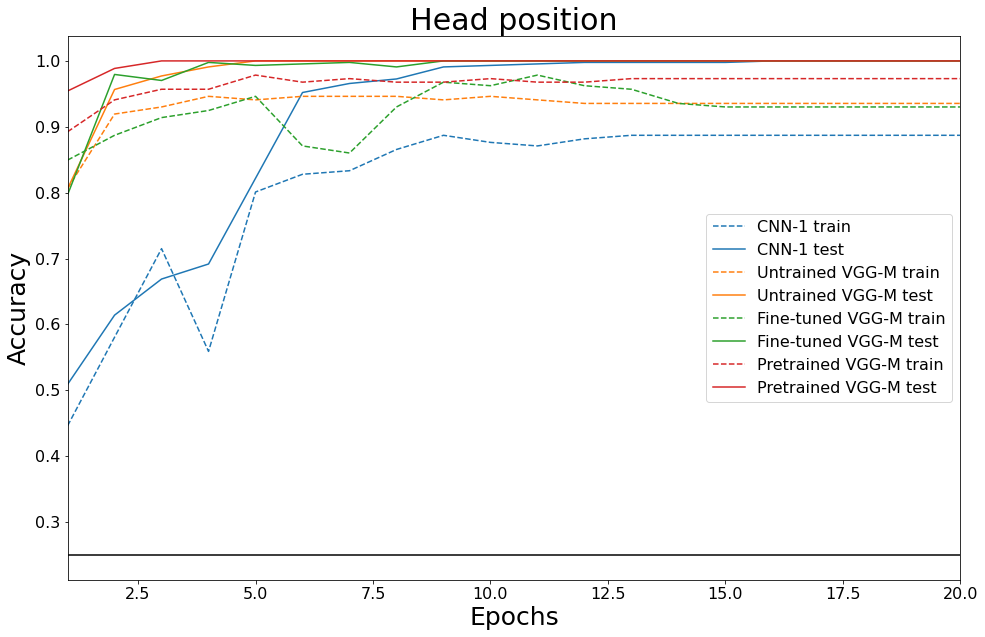 Head position
1.0
0.9
0.8
0.7
0.6
0.5
0.4
0.3
Accuracy
CNN-1 train
CNN-1 test
Untrained VGG-M train
Untrained VGG-M test
Fine-tuned VGG-M train
Fine-tuned VGG-M test
Pretrained VGG-M train
Pretrained VGG-M test
2.5 5.0 7.5 10.0 12.5 15.0 17.5 20.0
Epochs